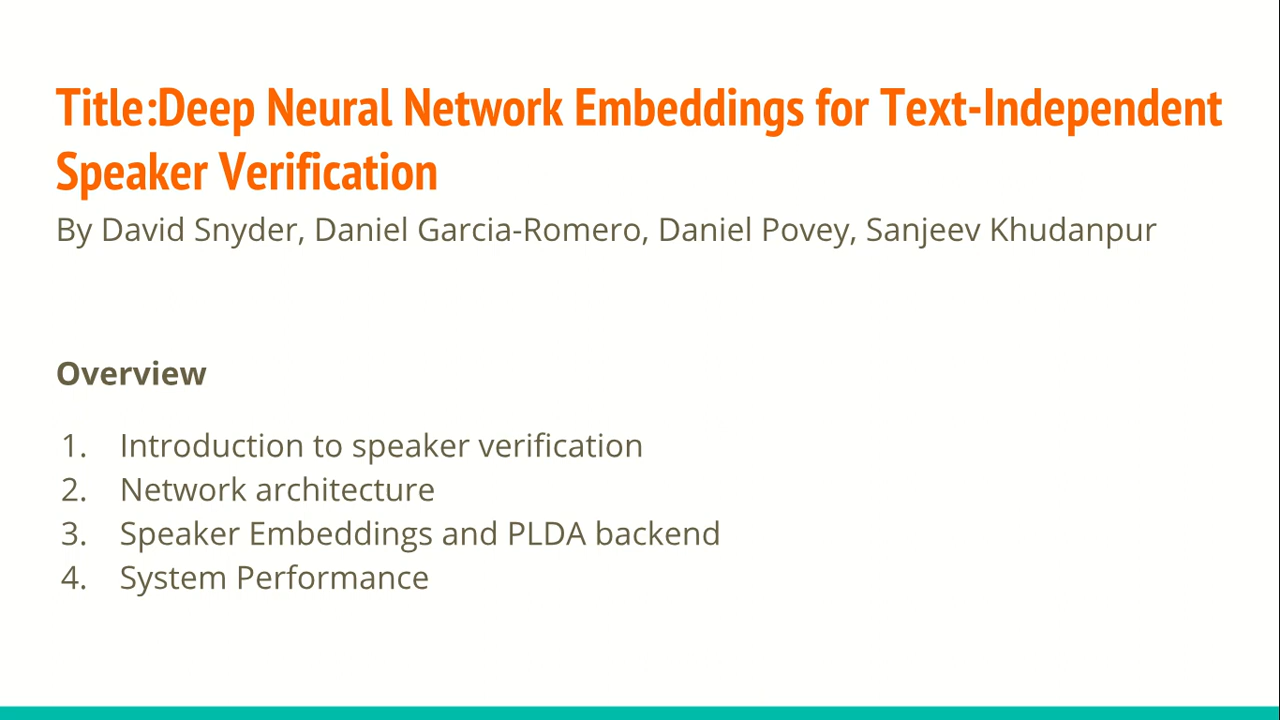 Title:Deep Neural Network Embeddings for Text-Independent
Speaker Verification
By David Snyder, Daniel Garcia-Romero, Daniel Povey, Sanjeev Khudanpur
Overview
1. Introduction to speaker verification
2. Network architecture
3. Speaker Embeddings and PLDA backend
4. System Performance